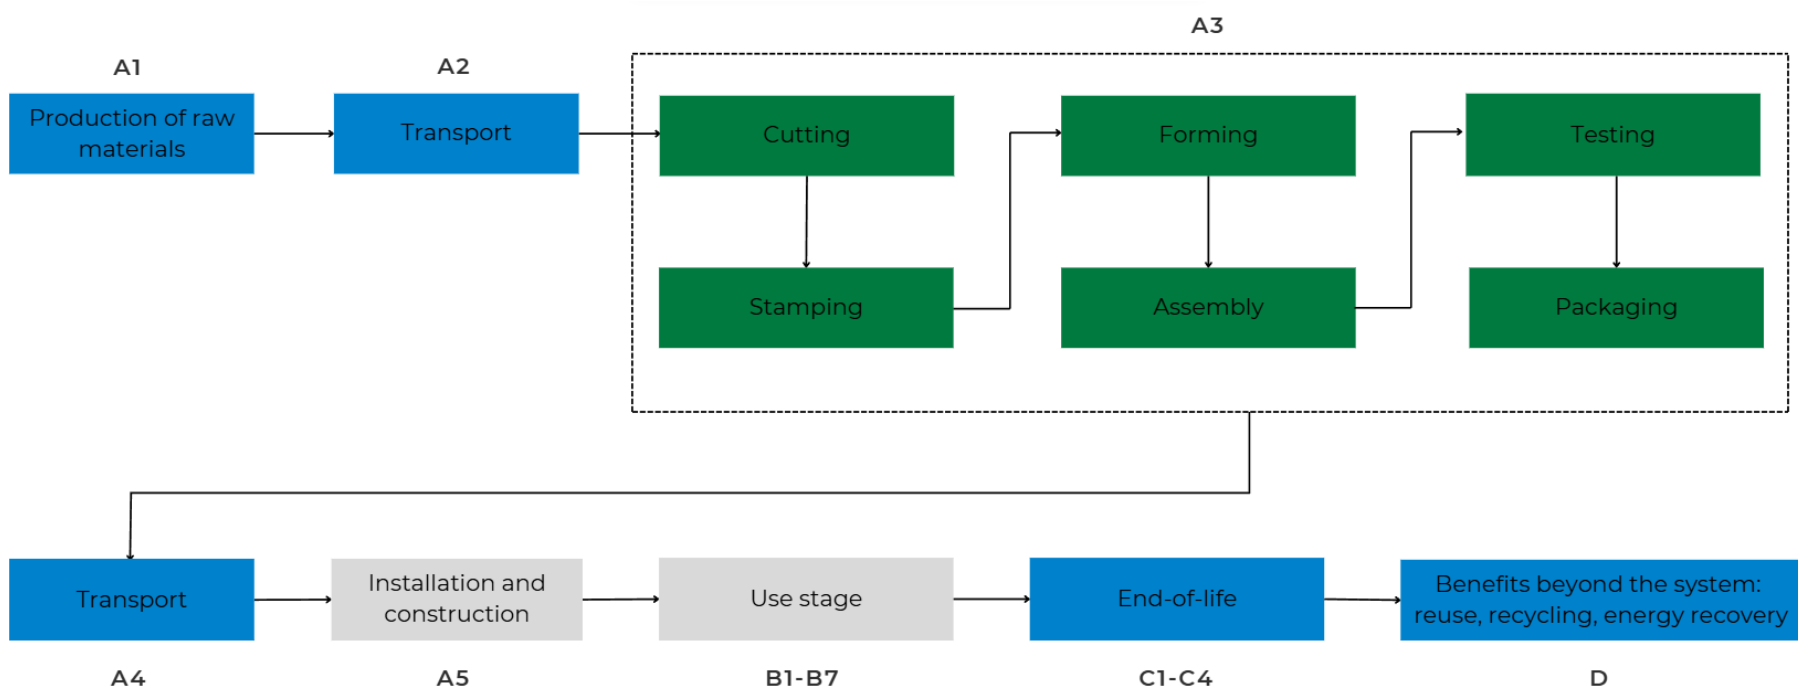 A3
A1
A2
Production of raw
materials
Transport
Cutting
Forming
Testing
Stamping
Assembly
Packaging
Transport
Installation and
construction
Use stage
End-of-life
Benefits beyond the system:
reuse, recycling, energy recovery
A4
A5
B1-B7
C1-C4
D